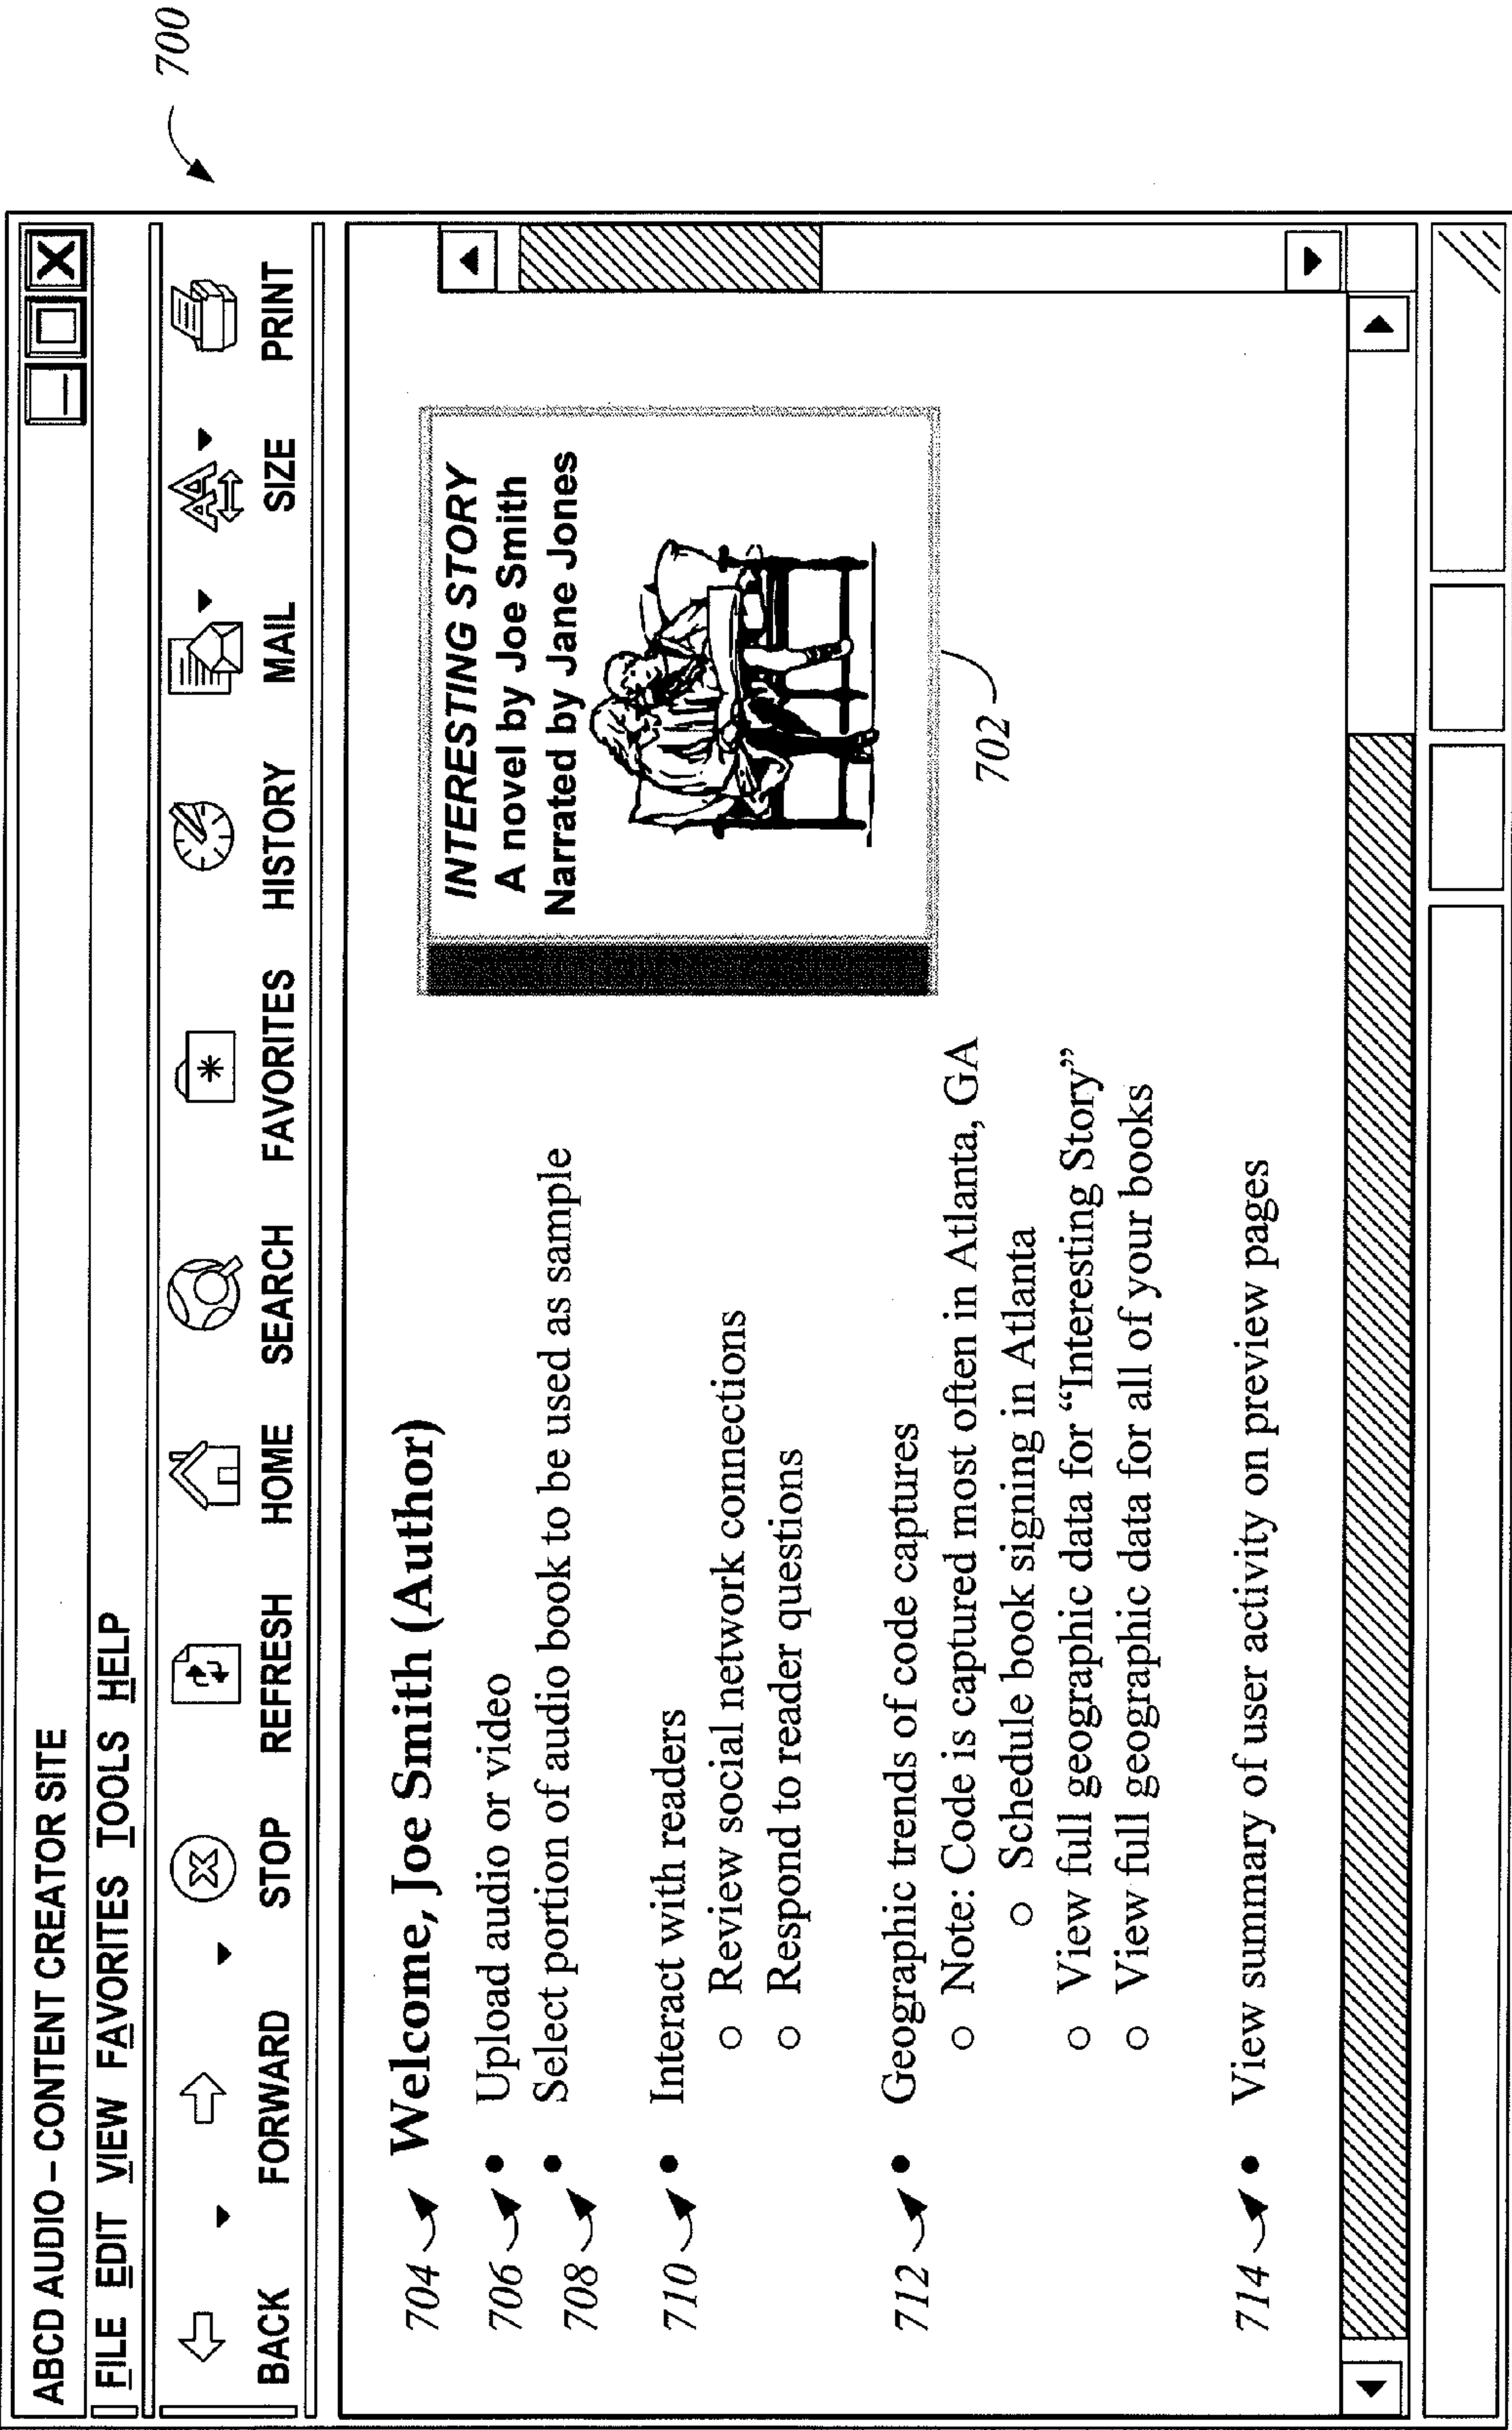 700
ABCD AUDIO – CONTENT CREATOR SITE
FILE EDIT VIEW FAVORITES TOOLS HELP
BACK FORWARD STOP REFRESH HOME SEARCH FAVORITES HISTORY MAIL SIZE PRINT
704 Welcome, Joe Smith (Author)
706 • Upload audio or video
708 • Select portion of audio book to be used as sample
710 • Interact with readers
○ Review social network connections
○ Respond to reader questions
712 • Geographic trends of code captures
○ Note: Code is captured most often in Atlanta, GA
○ Schedule book signing in Atlanta
○ View full geographic data for “Interesting Story”
○ View full geographic data for all of your books
714 • View summary of user activity on preview pages
INTERESTING STORY
A novel by Joe Smith
Narrated by Jane Jones
702